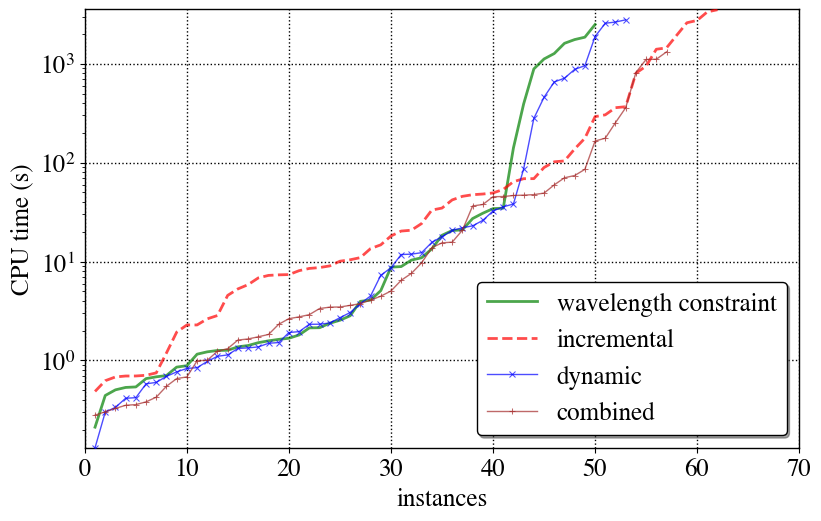 10³
10²
10¹
10⁰
CPU time (s)
wavelength constraint
incremental
dynamic
combined
0 10 20 30 40 50 60 70
instances